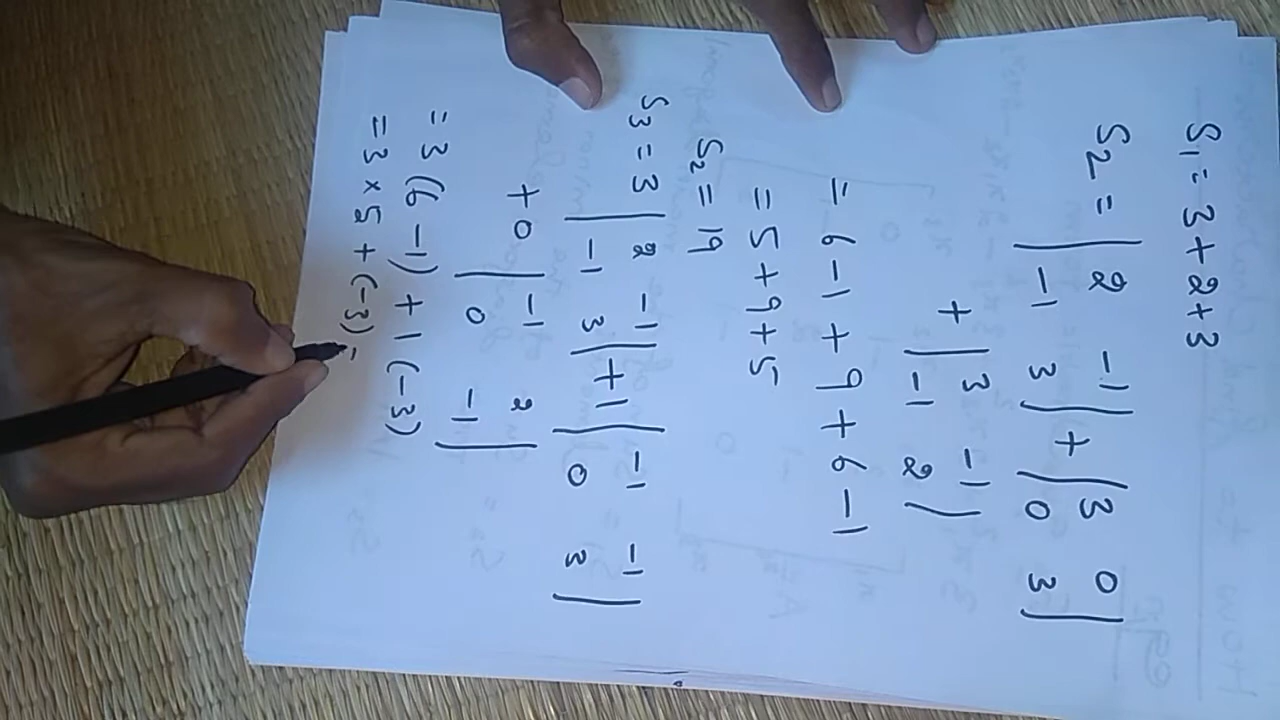 S1 = 3 + 2 + 3
S2 = | 2 -1 | + | 3 0 |
| -1 3 | | 0 3 |
+ | 3 -1 |
| -1 2 |
= 6 - 1 + 9 + 6 - 1
= 5 + 9 + 5
S2 = 19
S3 = 3 | 2 -1 | + 1 | -1 -1 |
| -1 3 | | 0 3 |
+ 0 | -1 2 |
| 0 -1 |
= 3 (6 - 1) + 1 (-3)
= 3 × 5 + (-3) =